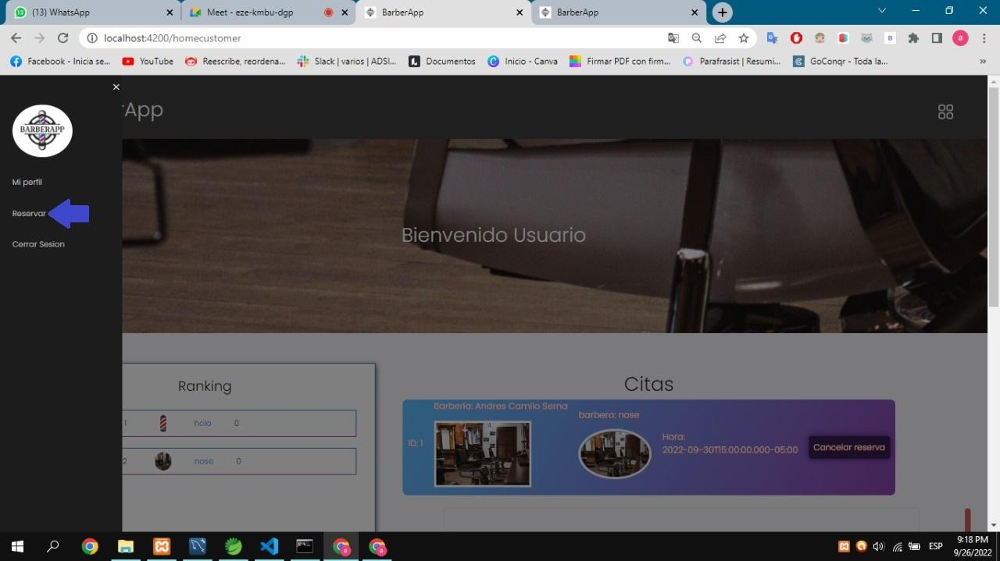 (13) WhatsApp
Meet - eze-kmbu-dgp
BarberApp
BarberApp
localhost:4200/homecustomer
Facebook - Inicia se...
YouTube
Reescribe, reordena...
Slack | varios | ADSI...
Documentos
Inicio - Canva
Firmar PDF con firm...
Parafrasist | Resumi...
GoConqr - Toda la...
rApp
BARBERAPP
Mi perfil
Reservar
Cerrar Sesion
Bienvenido Usuario
Ranking
1 hola 0
2 nose 0
Citas
Barberia: Andres Camilo Serna
barbero: nose
ID: 1
Hora:
2022-09-30T15:00:00.000-05:00
Cancelar reserva
ESP
9:18 PM
9/26/2022